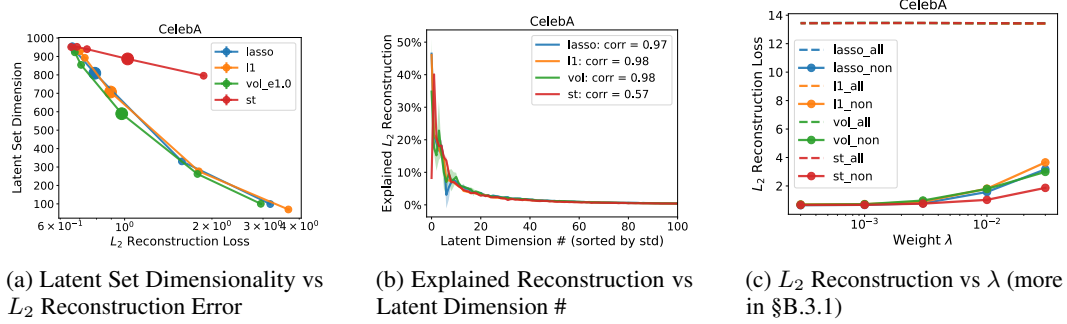 CelebA
1000
900
800
700
600
500
400
300
200
100
Latent Set Dimension
lasso
l1
vol_e1.0
st
6 × 10⁻¹
10⁰
2 × 10⁰
3 × 10⁰
4 × 10⁰
L₂ Reconstruction Loss
(a) Latent Set Dimensionality vs
L₂ Reconstruction Error
CelebA
50%
40%
30%
20%
10%
0%
Explained L₂ Reconstruction
lasso: corr = 0.97
l1: corr = 0.98
vol: corr = 0.98
st: corr = 0.57
0
20
40
60
80
100
Latent Dimension # (sorted by std)
(b) Explained Reconstruction vs
Latent Dimension #
CelebA
14
12
10
8
6
4
2
L₂ Reconstruction Loss
lasso_all
lasso_non
l1_all
l1_non
vol_all
vol_non
st_all
st_non
10⁻³
10⁻²
Weight λ
(c) L₂ Reconstruction vs λ (more
in §B.3.1)